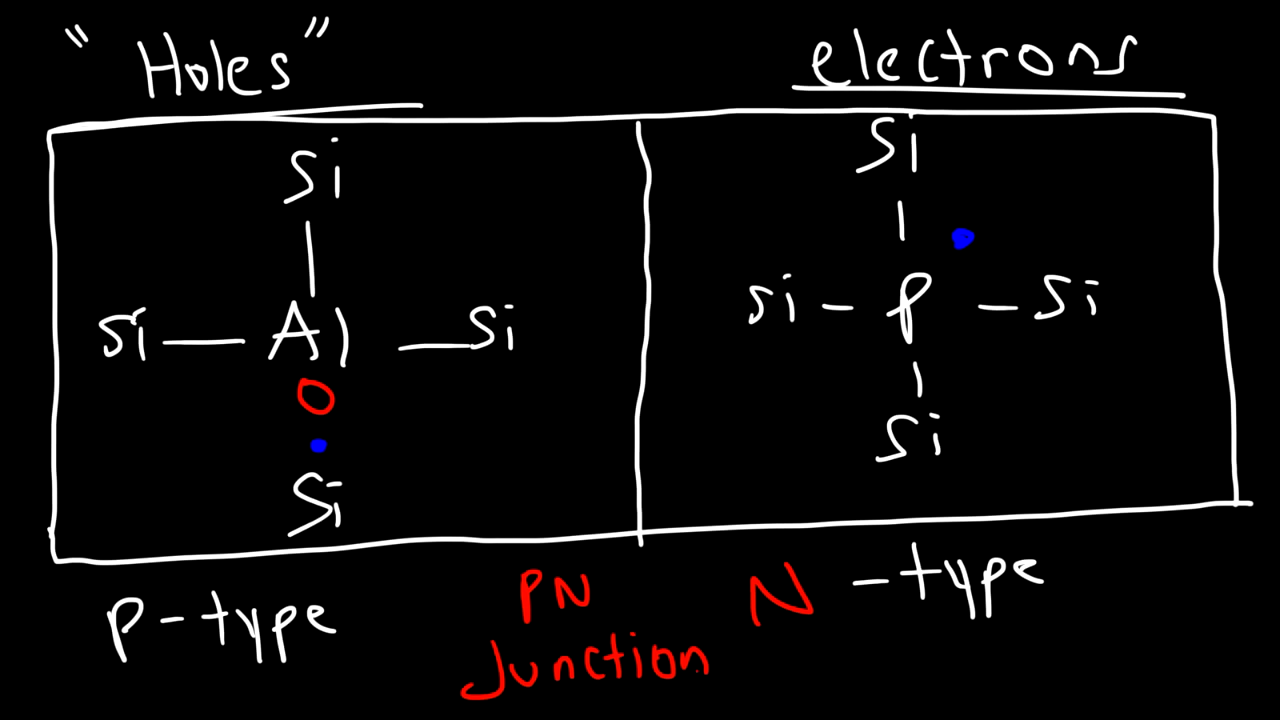 "Holes"
electrons
Si
Si — Al — Si
Si
Si
Si – P – Si
Si
P-type
PN
Junction
N-type